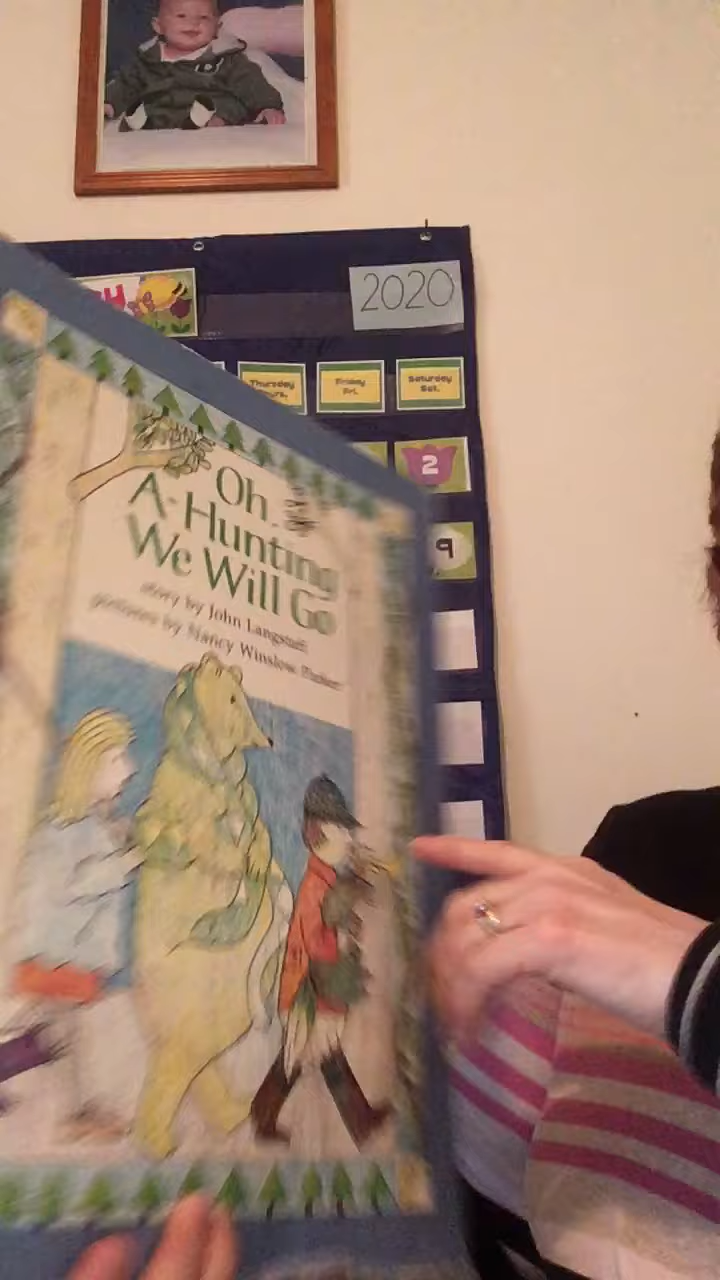 2020
Thursday
Friday
Fri.
Saturday
Sat.
2
9
Oh,
A-Hunting
We Will Go
story by John Langstaff
pictures by Nancy Winslow Parker